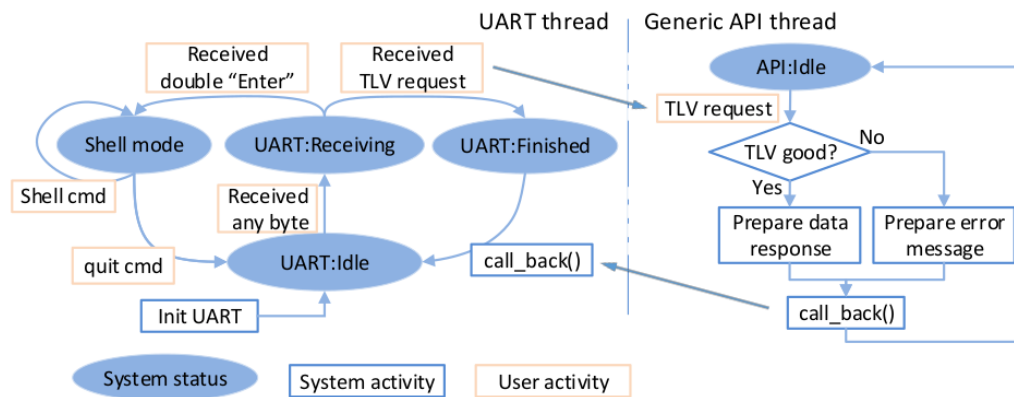 UART thread
Generic API thread
Received
double “Enter”
Received
TLV request
API:Idle
TLV request
Shell mode
UART:Receiving
UART:Finished
TLV good?
No
Yes
Shell cmd
Received
any byte
Prepare data
response
Prepare error
message
quit cmd
UART:Idle
call_back()
call_back()
Init UART
System status
System activity
User activity